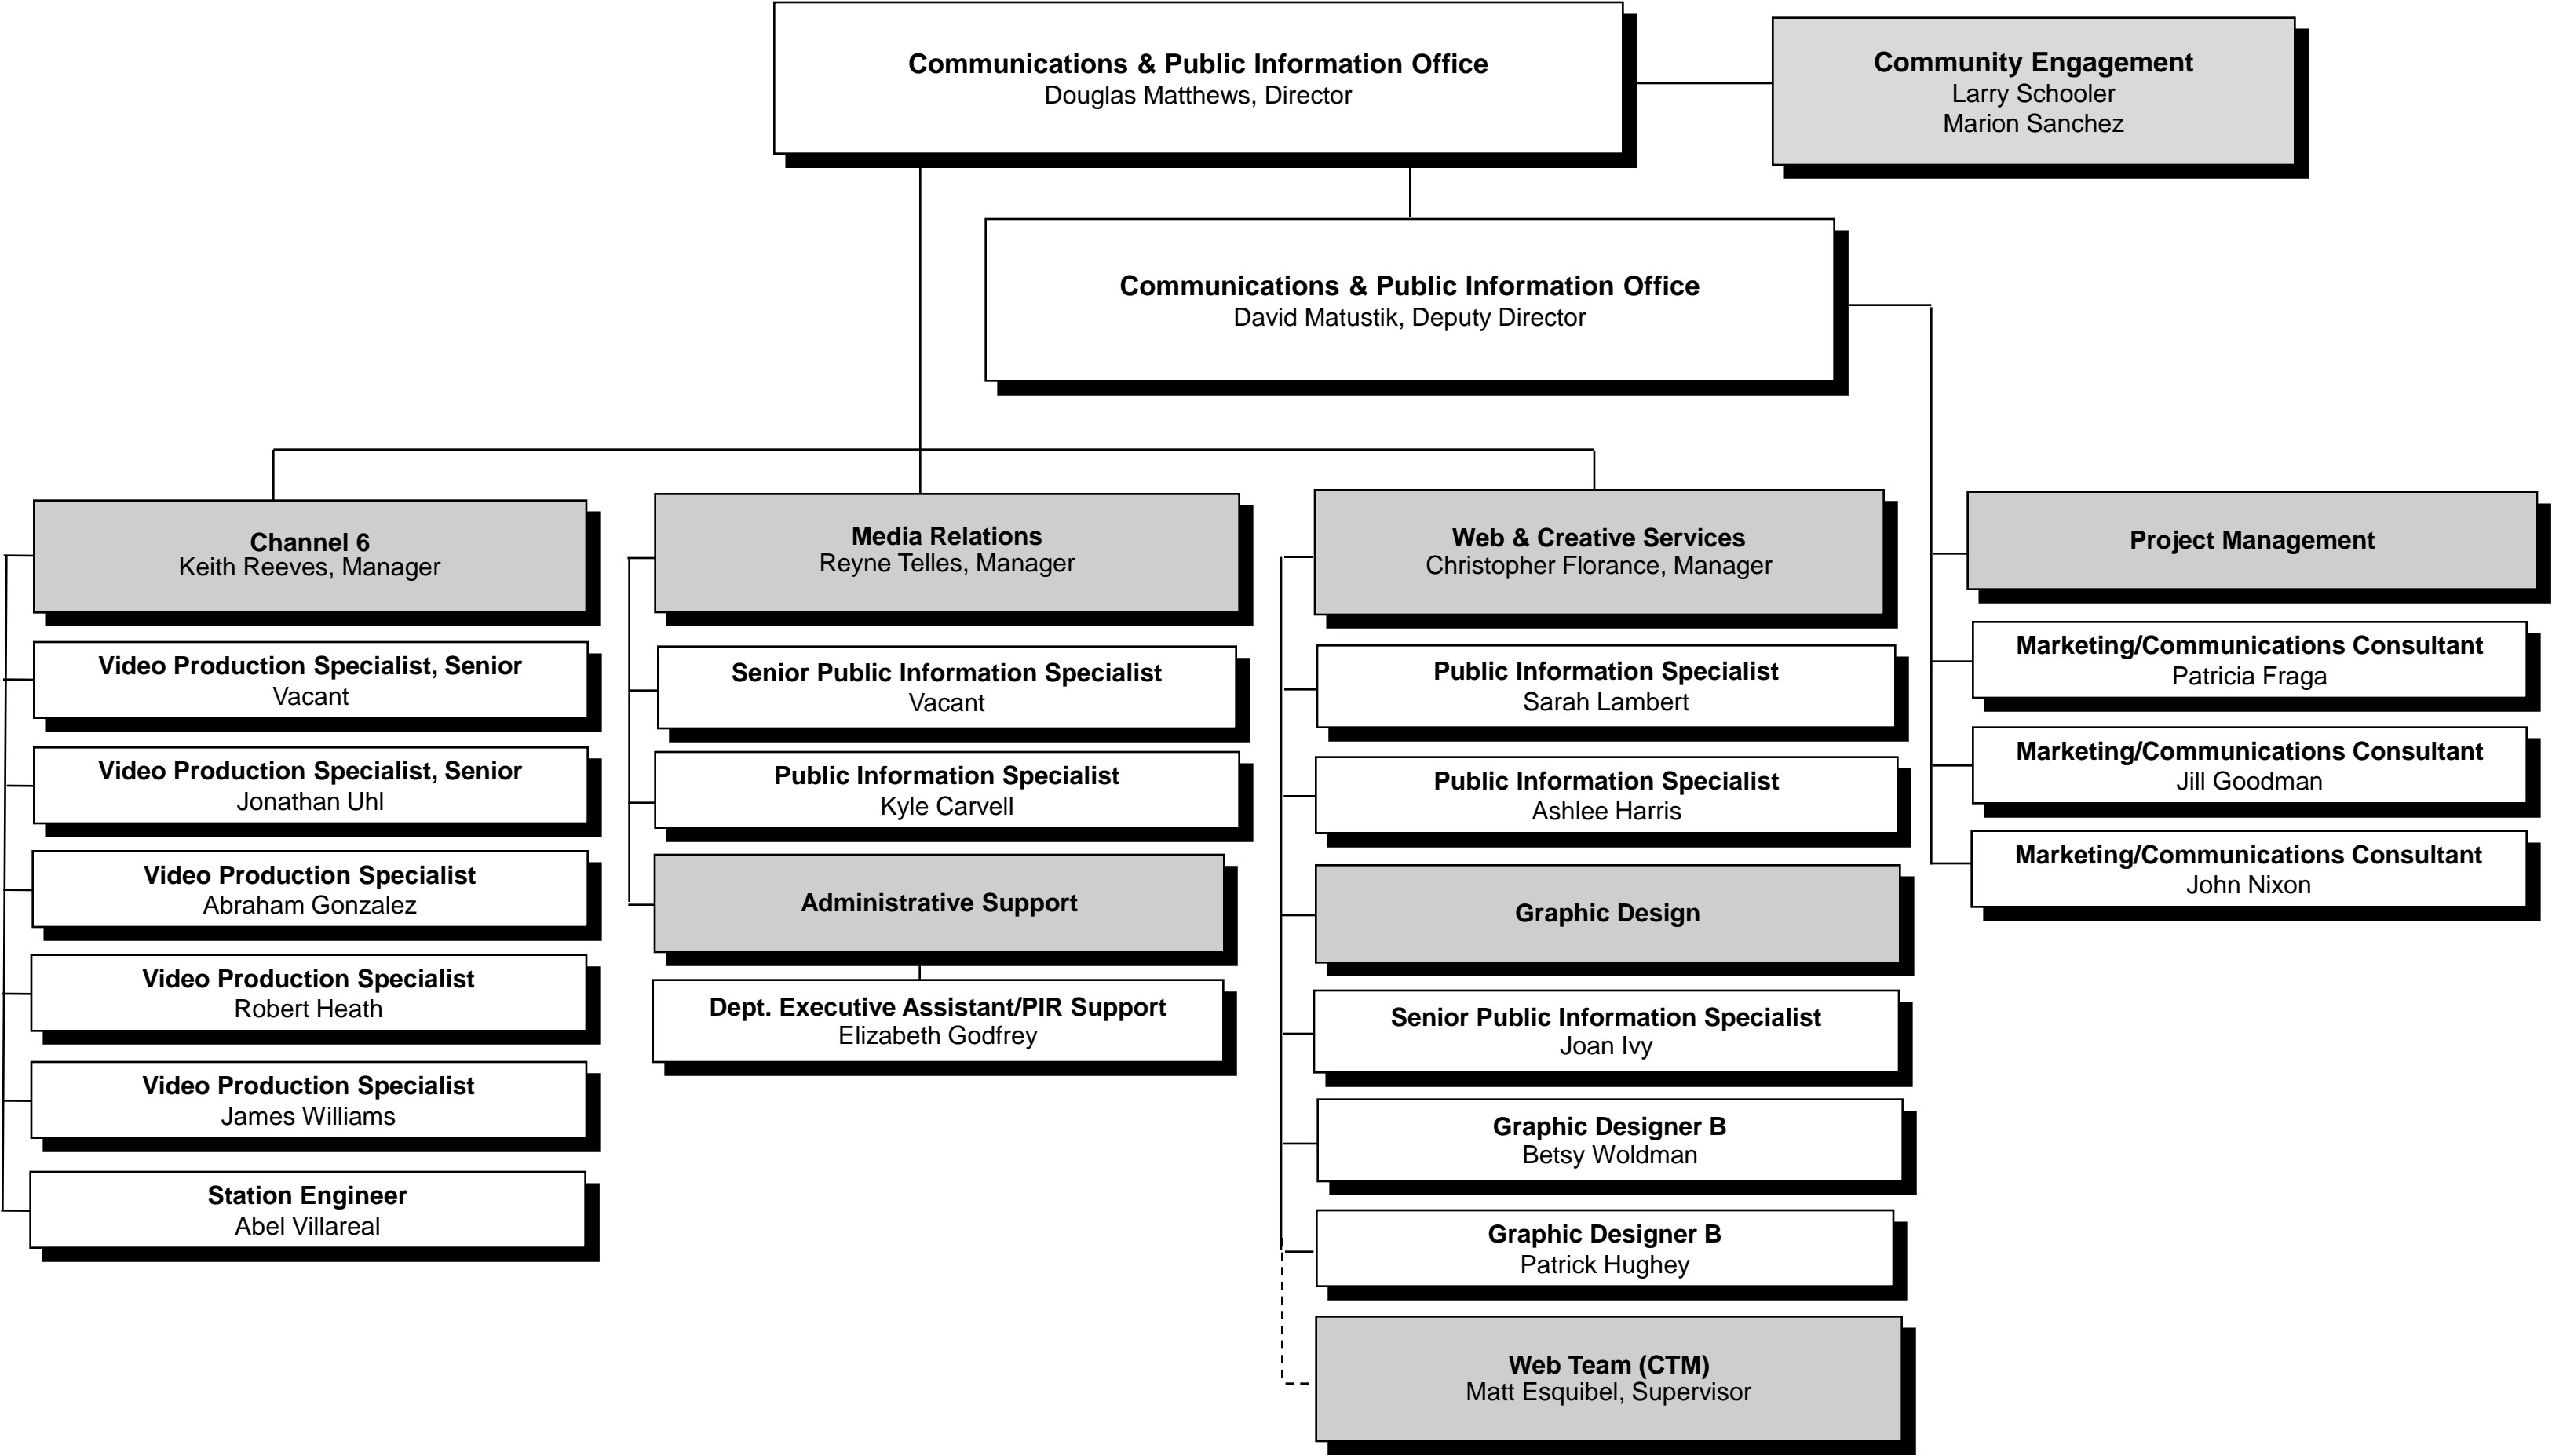 Communications & Public Information Office
Douglas Matthews, Director
Community Engagement
Larry Schooler
Marion Sanchez
Communications & Public Information Office
David Matustik, Deputy Director
Channel 6
Keith Reeves, Manager
Video Production Specialist, Senior
Vacant
Video Production Specialist, Senior
Jonathan Uhl
Video Production Specialist
Abraham Gonzalez
Video Production Specialist
Robert Heath
Video Production Specialist
James Williams
Station Engineer
Abel Villareal
Media Relations
Reyne Telles, Manager
Senior Public Information Specialist
Vacant
Public Information Specialist
Kyle Carvell
Administrative Support
Dept. Executive Assistant/PIR Support
Elizabeth Godfrey
Web & Creative Services
Christopher Florance, Manager
Public Information Specialist
Sarah Lambert
Public Information Specialist
Ashlee Harris
Graphic Design
Senior Public Information Specialist
Joan Ivy
Graphic Designer B
Betsy Woldman
Graphic Designer B
Patrick Hughey
Web Team (CTM)
Matt Esquibel, Supervisor
Project Management
Marketing/Communications Consultant
Patricia Fraga
Marketing/Communications Consultant
Jill Goodman
Marketing/Communications Consultant
John Nixon